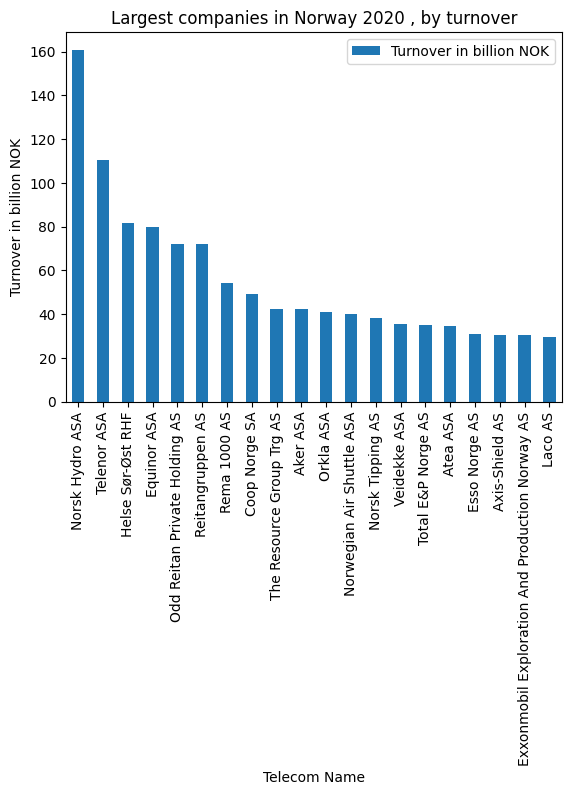 Largest companies in Norway 2020 , by turnover
Turnover in billion NOK
Turnover in billion NOK
160
140
120
100
80
60
40
20
0
Norsk Hydro ASA
Telenor ASA
Helse Sør-Øst RHF
Equinor ASA
Odd Reitan Private Holding AS
Reitangruppen AS
Rema 1000 AS
Coop Norge SA
The Resource Group Trg AS
Aker ASA
Orkla ASA
Norwegian Air Shuttle ASA
Norsk Tipping AS
Veidekke ASA
Total E&P Norge AS
Atea ASA
Esso Norge AS
Axis-Shield AS
Exxonmobil Exploration And Production Norway AS
Laco AS
Telecom Name